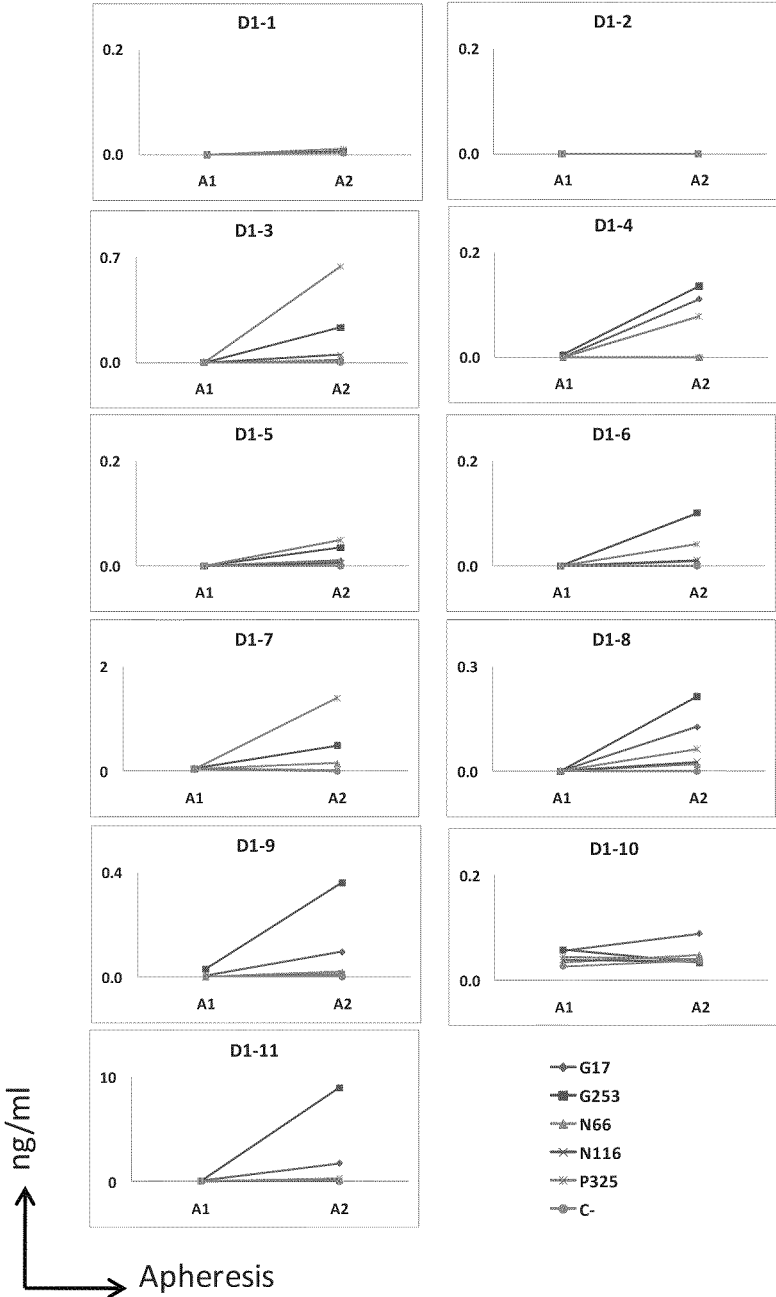 D1-1
0.2
0.0
A1 A2
D1-2
0.2
0.0
A1 A2
D1-3
0.7
0.0
A1 A2
D1-4
0.2
0.0
A1 A2
D1-5
0.2
0.0
A1 A2
D1-6
0.2
0.0
A1 A2
D1-7
2
0
A1 A2
D1-8
0.3
0.0
A1 A2
D1-9
0.4
0.0
A1 A2
D1-10
0.2
0.0
A1 A2
D1-11
10
0
A1 A2
G17
G253
N66
N116
P325
C-
ng/ml
Apheresis